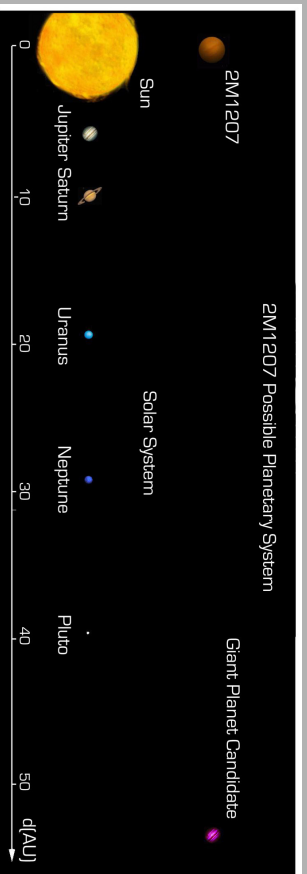 2M1207 Possible Planetary System
2M1207
Giant Planet Candidate
Sun
Solar System
Jupiter Saturn Uranus Neptune Pluto
0 10 20 30 40 50 d[AU]